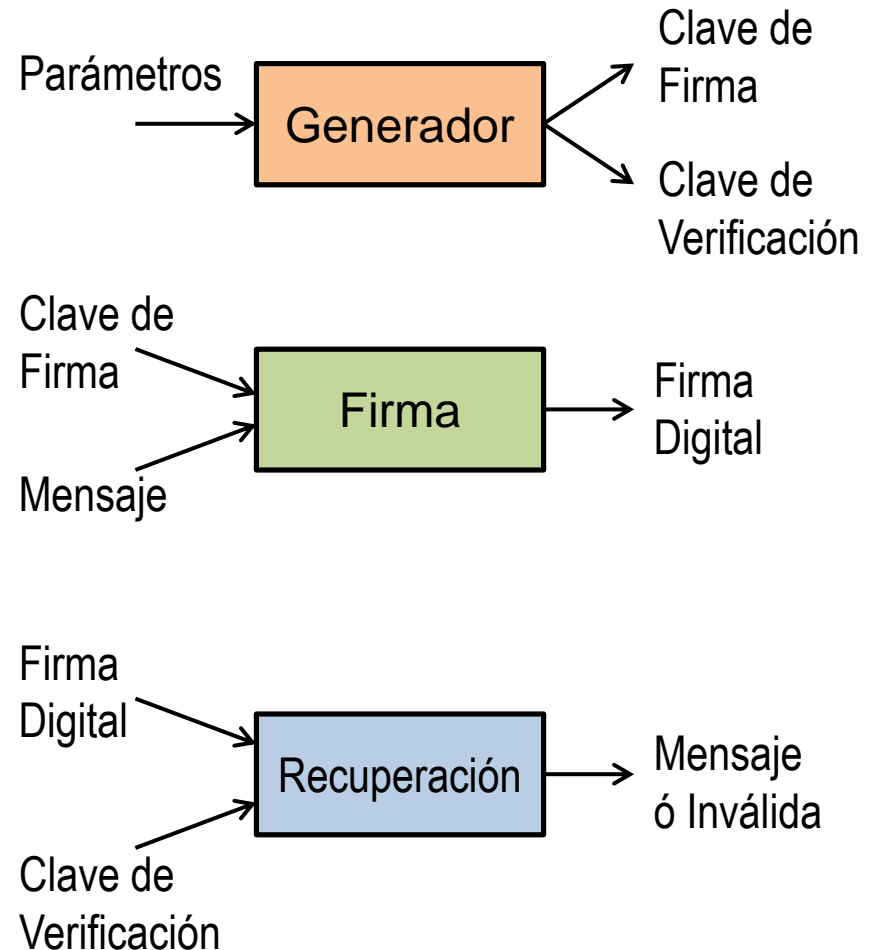 Parámetros
Generador
Clave de
Firma
Clave de
Verificación
Clave de
Firma
Mensaje
Firma
Firma
Digital
Firma
Digital
Clave de
Verificación
Recuperación
Mensaje
ó Inválida